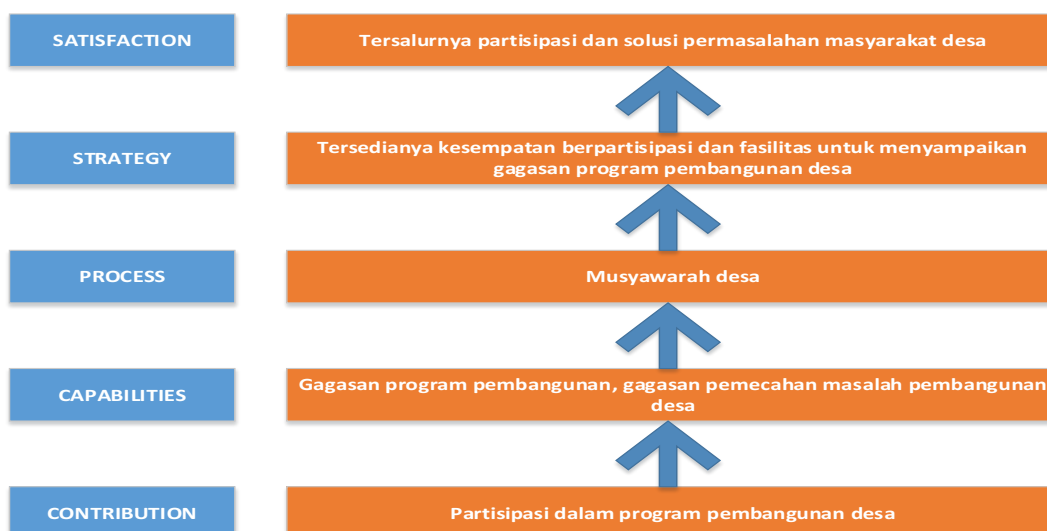 SATISFACTION
Tersalurnya partisipasi dan solusi permasalahan masyarakat desa
STRATEGY
Tersedianya kesempatan berpartisipasi dan fasilitas untuk menyampaikan
gagasan program pembangunan desa
PROCESS
Musyawarah desa
CAPABILITIES
Gagasan program pembangunan, gagasan pemecahan masalah pembangunan
desa
CONTRIBUTION
Partisipasi dalam program pembangunan desa